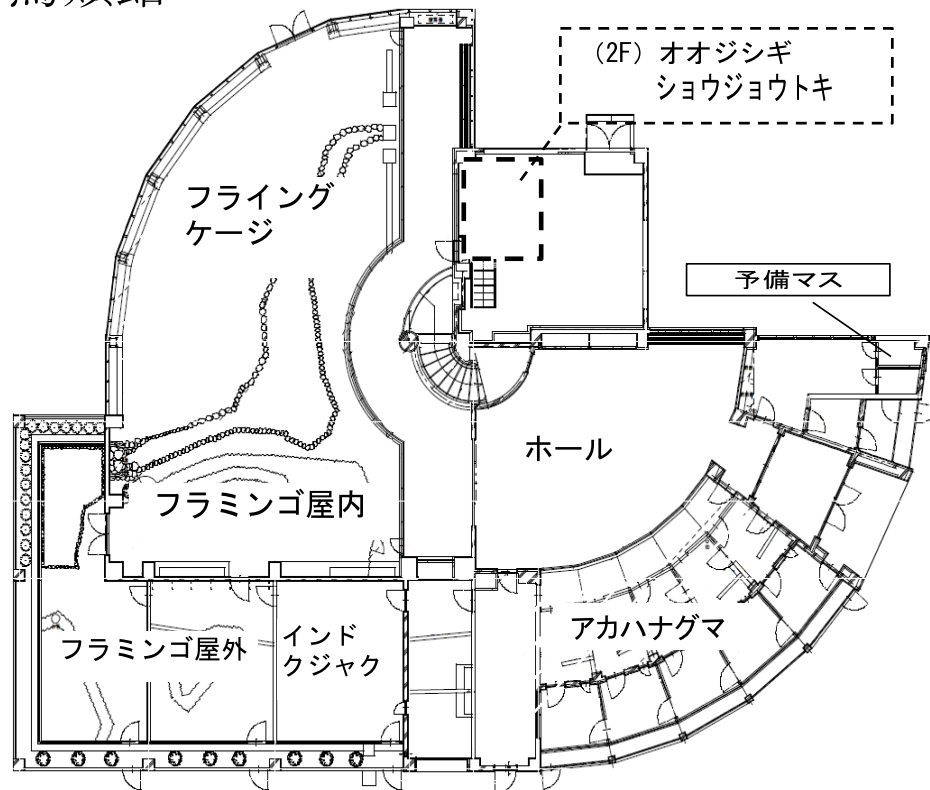 (2F) オオジシギ
ショウジョウトキ
フライング
ケージ
予備マス
ホール
フラミンゴ屋内
フラミンゴ屋外
インド
クジャク
アカハナグマ